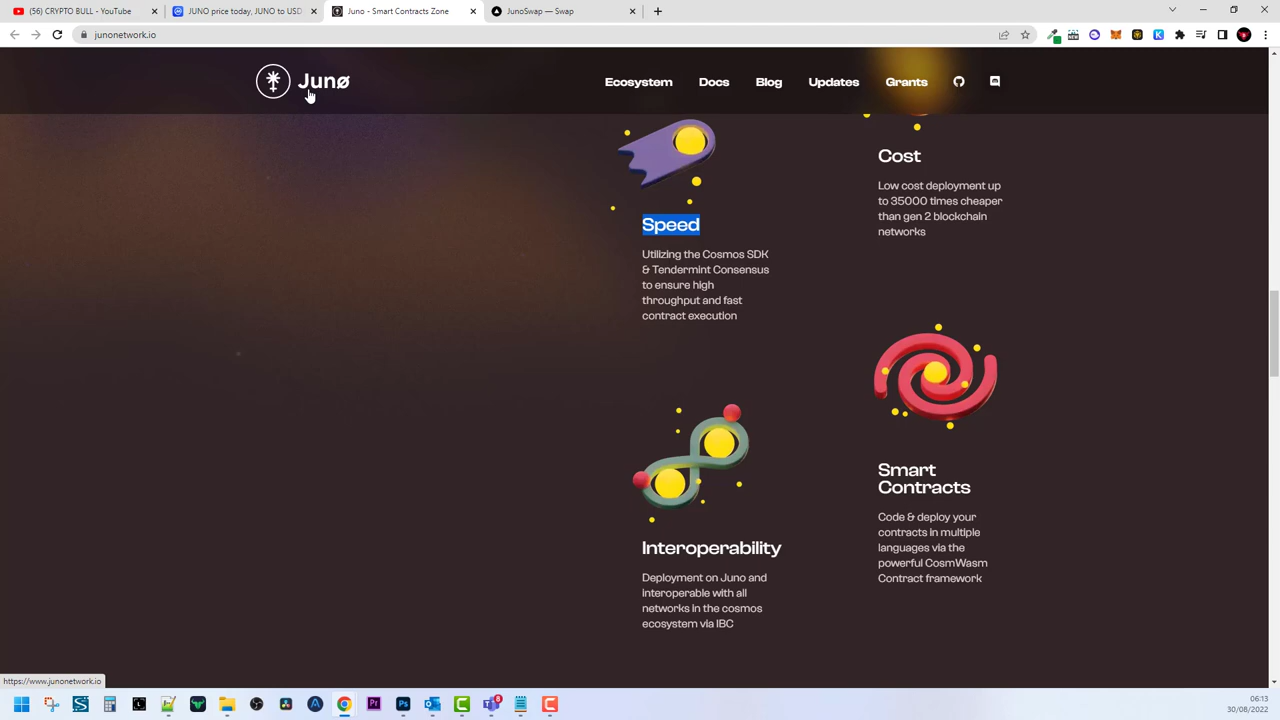 (56) CRYPTO BULL - YouTube
JUNO price today, JUNO to USD
Juno - Smart Contracts Zone
JunoSwap — Swap
junonetwork.io
Junø
Ecosystem
Docs
Blog
Updates
Grants
Cost
Low cost deployment up
to 35000 times cheaper
than gen 2 blockchain
networks
Speed
Utilizing the Cosmos SDK
& Tendermint Consensus
to ensure high
throughput and fast
contract execution
Smart
Contracts
Code & deploy your
contracts in multiple
languages via the
powerful CosmWasm
Contract framework
Interoperability
Deployment on Juno and
interoperable with all
networks in the cosmos
ecosystem via IBC
https://www.junonetwork.io
06:13
30/08/2022